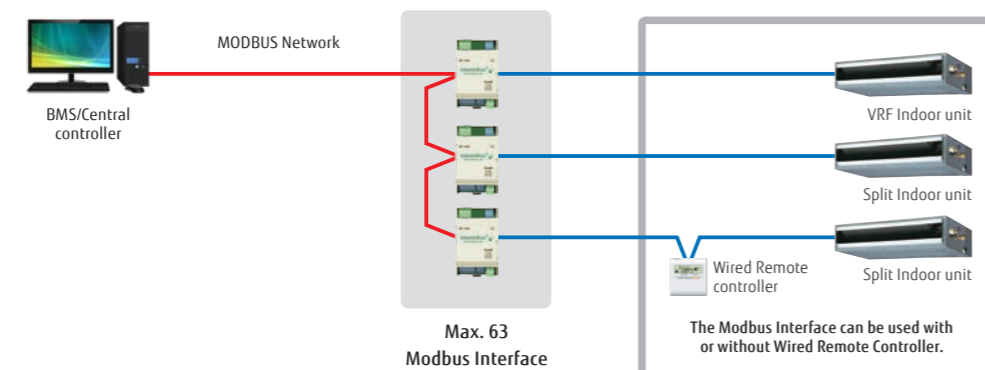 MODBUS Network
BMS/Central
controller
VRF Indoor unit
Split Indoor unit
Split Indoor unit
Wired Remote
controller
Max. 63
Modbus Interface
The Modbus Interface can be used with
or without Wired Remote Controller.